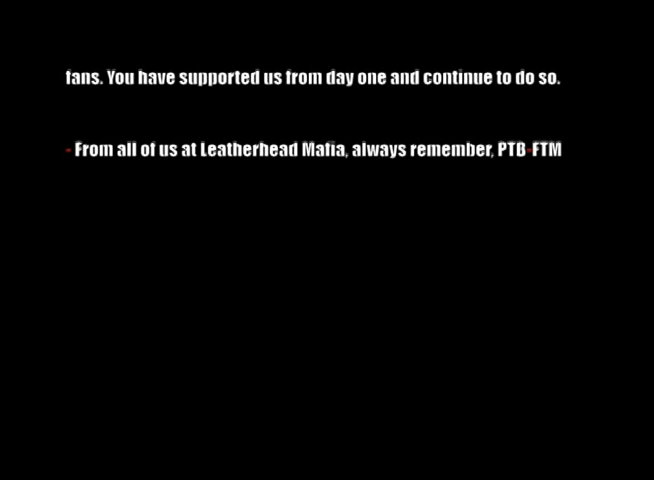 fans. You have supported us from day one and continue to do so.
- From all of us at Leatherhead Mafia, always remember, PTB-FTM